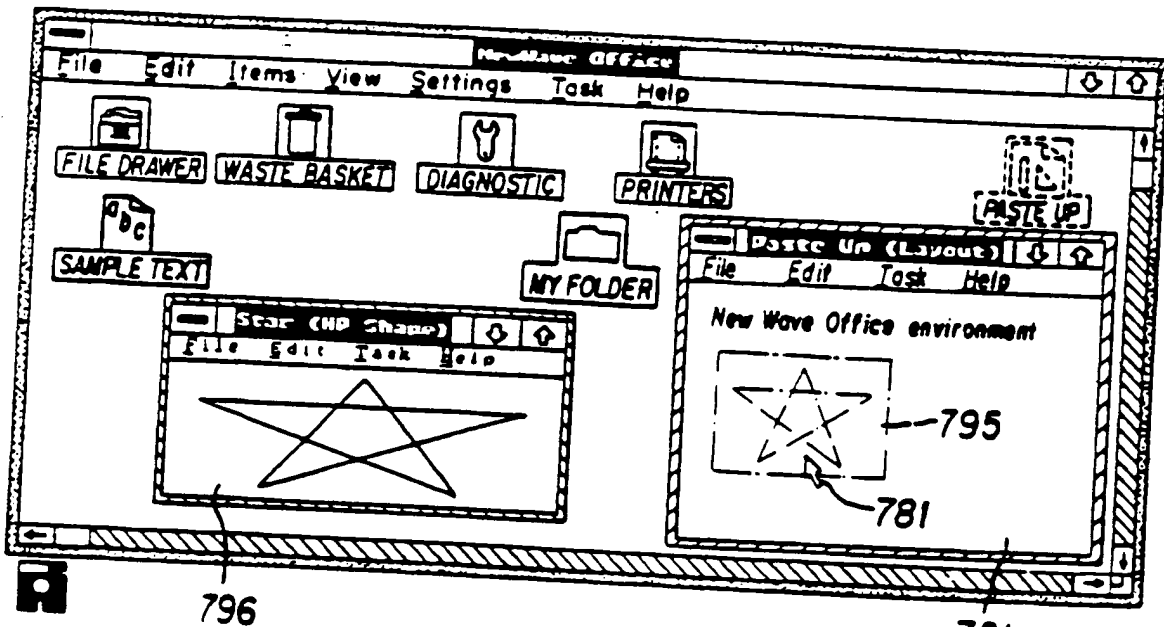 NewWave Office
File Edit Items View Settings Task Help
FILE DRAWER WASTE BASKET DIAGNOSTIC PRINTERS
PASTE UP
abc
SAMPLE TEXT
MY FOLDER
Paste Up (Layout)
File Edit Task Help
New Wave Office environment
Star (HP Shape)
File Edit Task Help
795
781
796